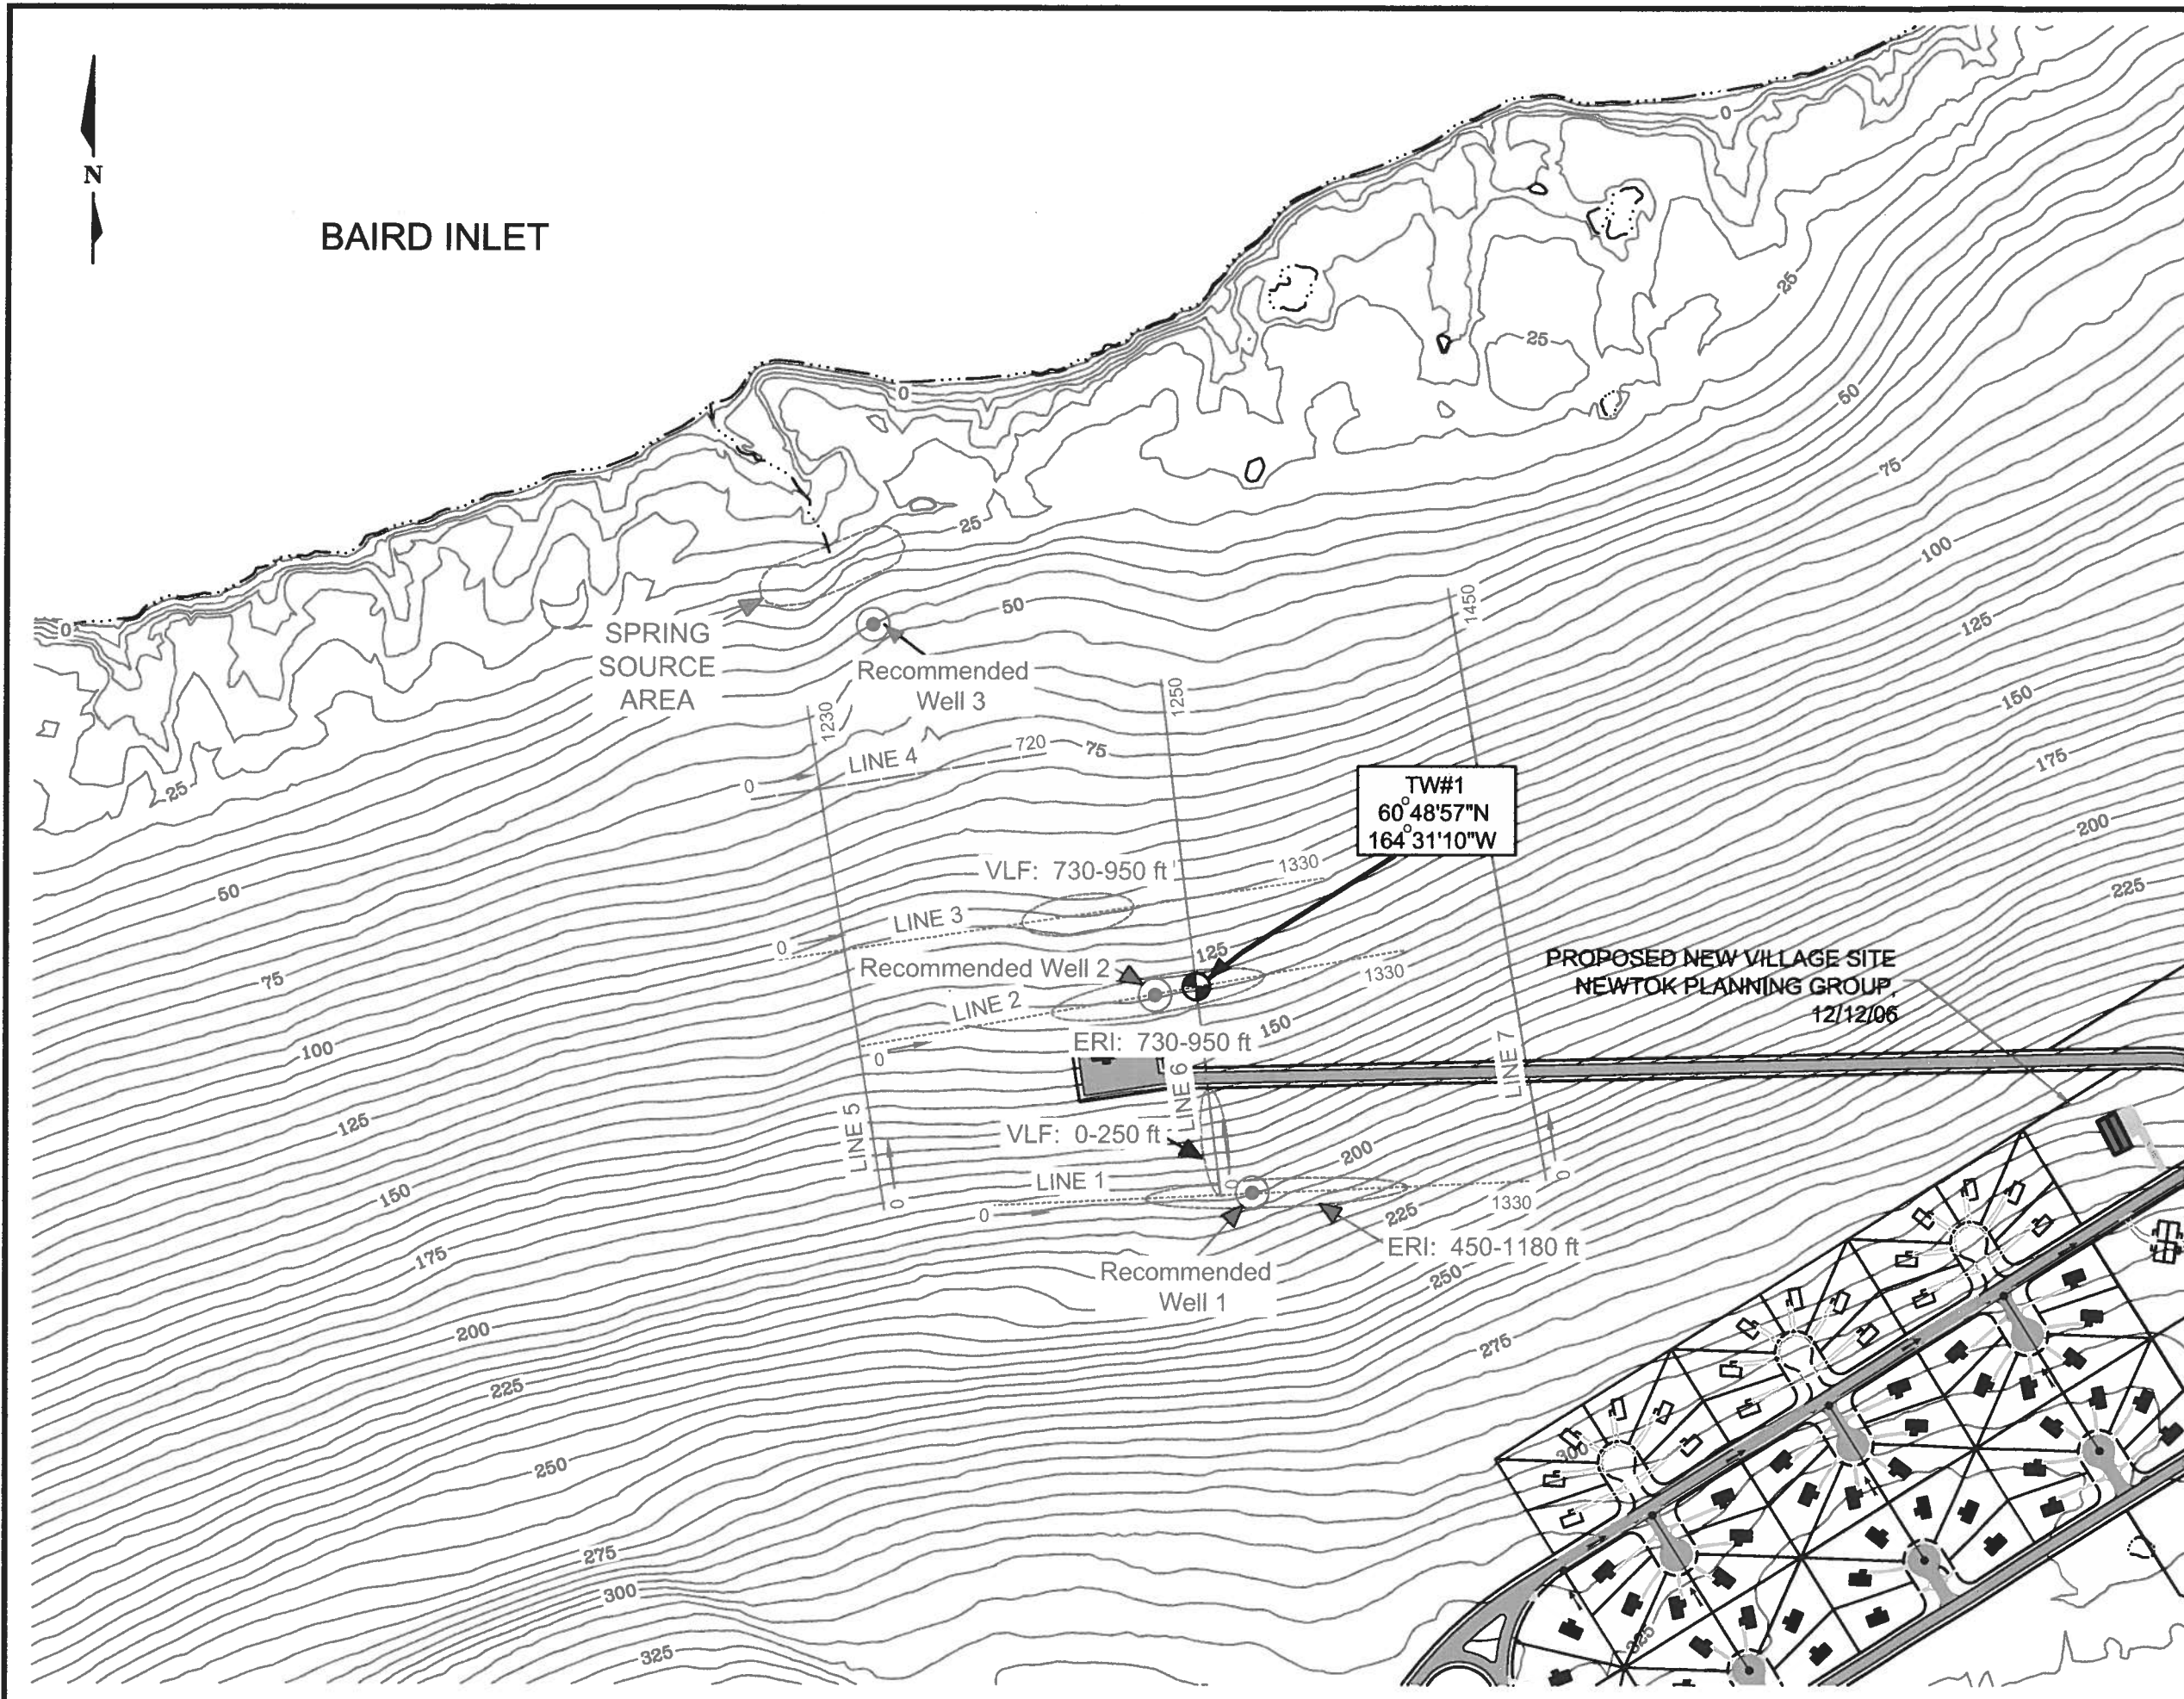 N
BAIRD INLET
0
0
0
25
25
25
25
50
50
50
75
75
75
100
100
125
125
125
150
150
150
175
175
200
200
200
225
225
225
250
250
275
275
300
300
325
325
SPRING
SOURCE
AREA
Recommended
Well 3
1230
1250
1450
LINE 4
0
720
TW#1
60°48'57"N
164°31'10"W
VLF: 730-950 ft
1330
LINE 3
0
Recommended Well 2
LINE 2
0
1330
ERI: 730-950 ft
PROPOSED NEW VILLAGE SITE
NEWTOK PLANNING GROUP,
12/12/06
LINE 5
0
LINE 6
0
LINE 7
0
VLF: 0-250 ft
LINE 1
0
1330
ERI: 450-1180 ft
Recommended
Well 1